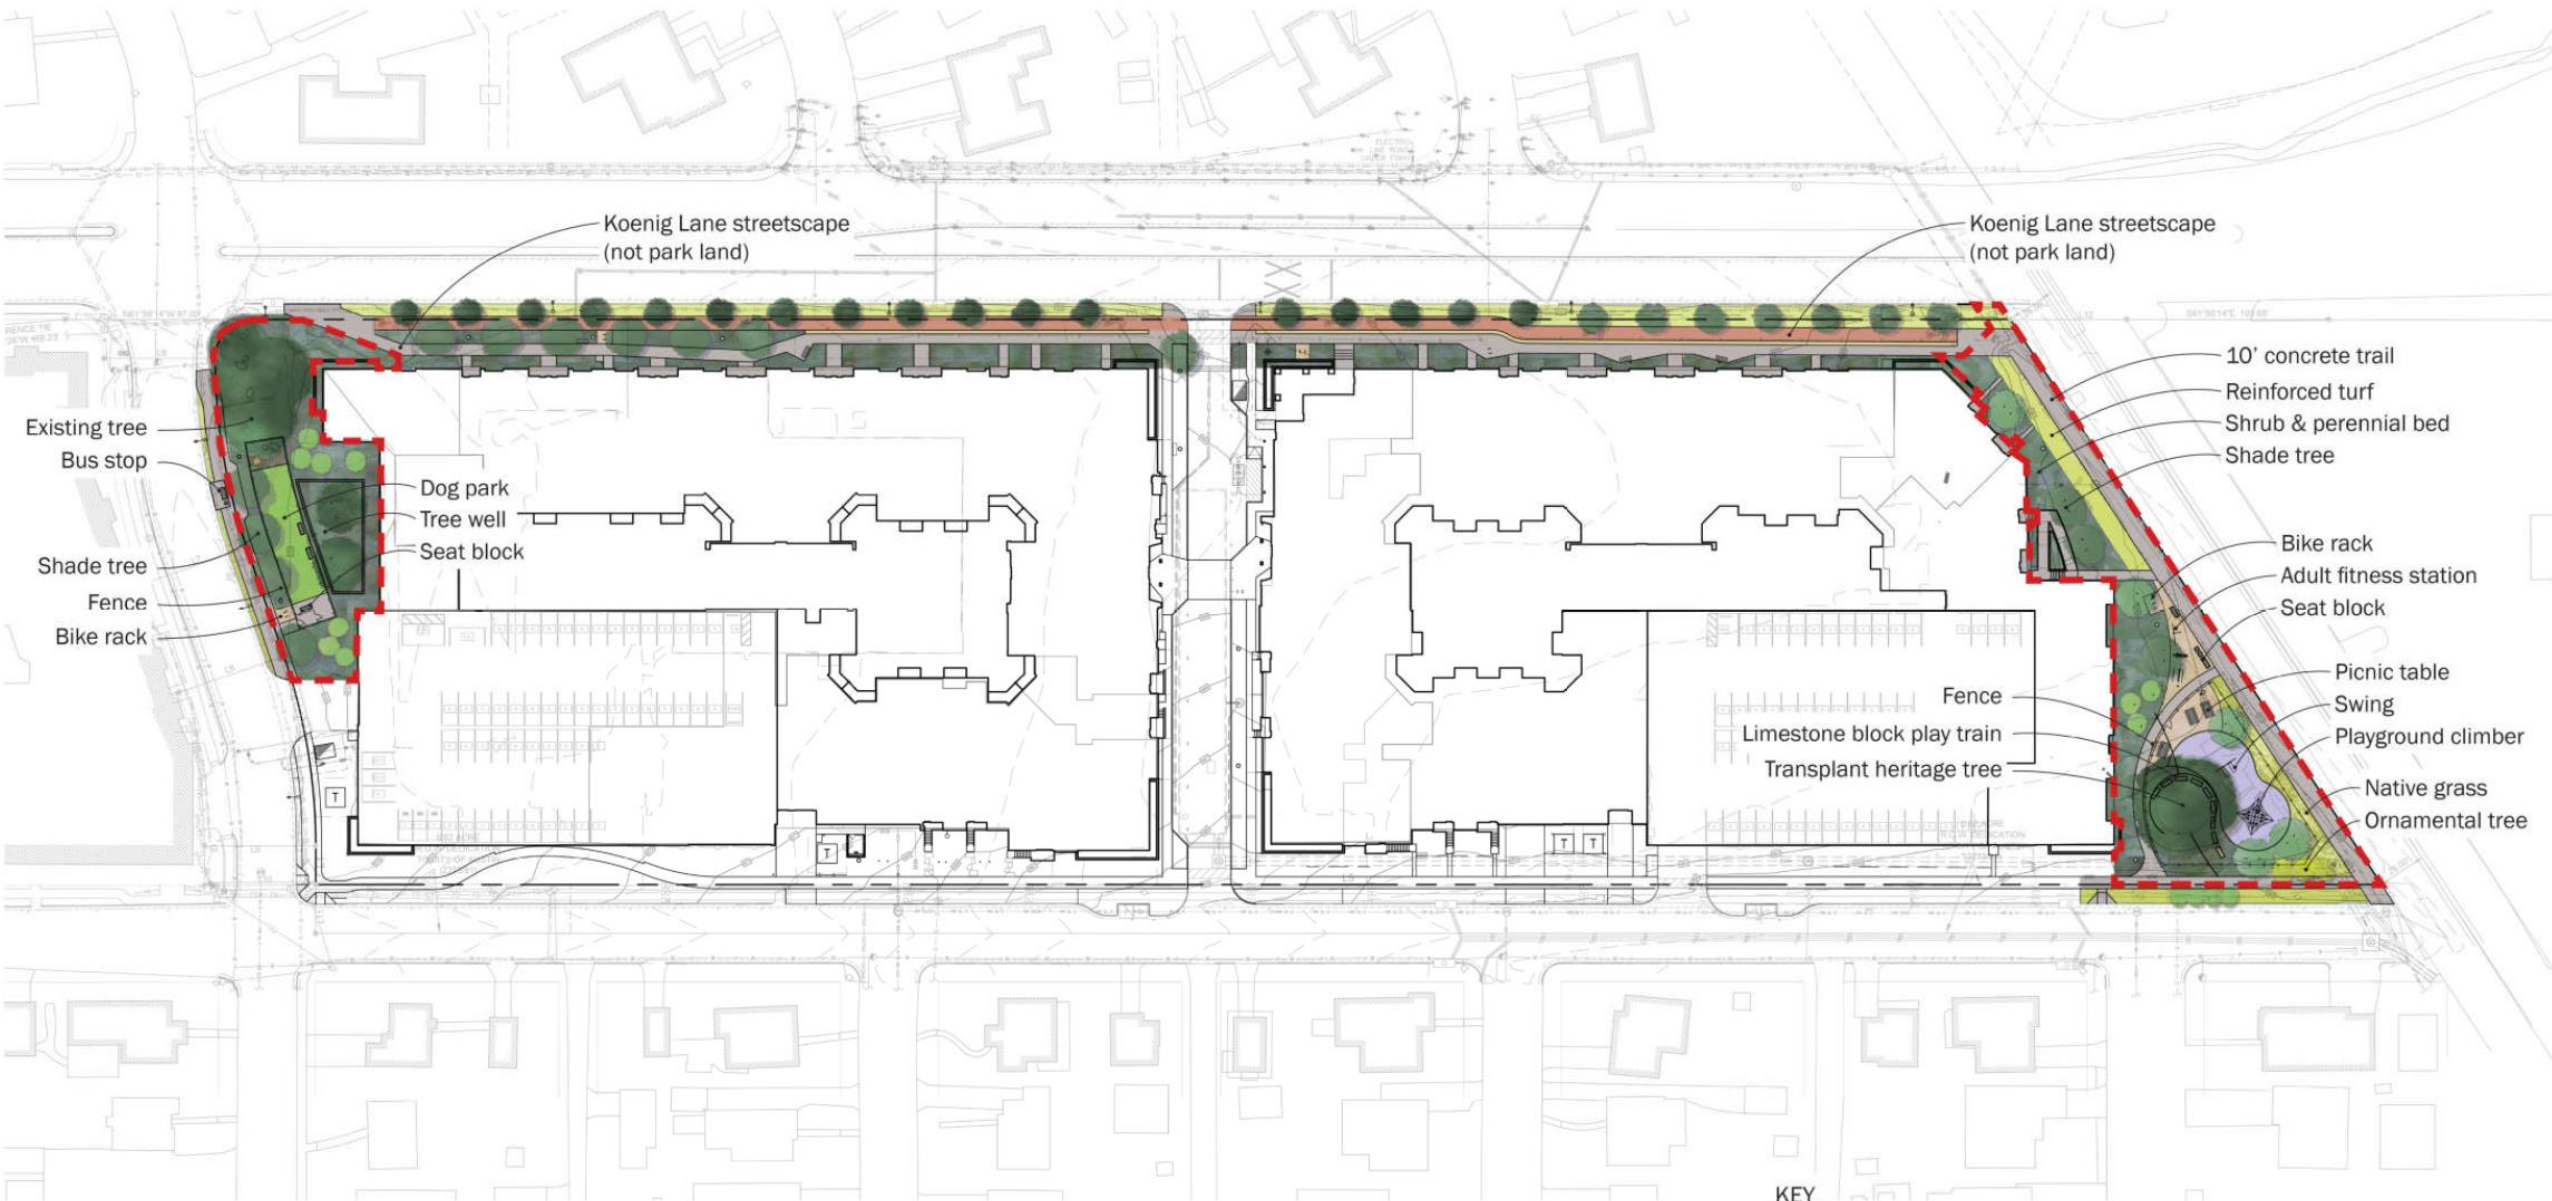 Koenig Lane streetscape
(not park land)
Koenig Lane streetscape
(not park land)
Existing tree
Bus stop
Dog park
Tree well
Seat block
Shade tree
Fence
Bike rack
10’ concrete trail
Reinforced turf
Shrub & perennial bed
Shade tree
Bike rack
Adult fitness station
Seat block
Picnic table
Swing
Playground climber
Native grass
Ornamental tree
Fence
Limestone block play train
Transplant heritage tree
T
T
T
T
KEY